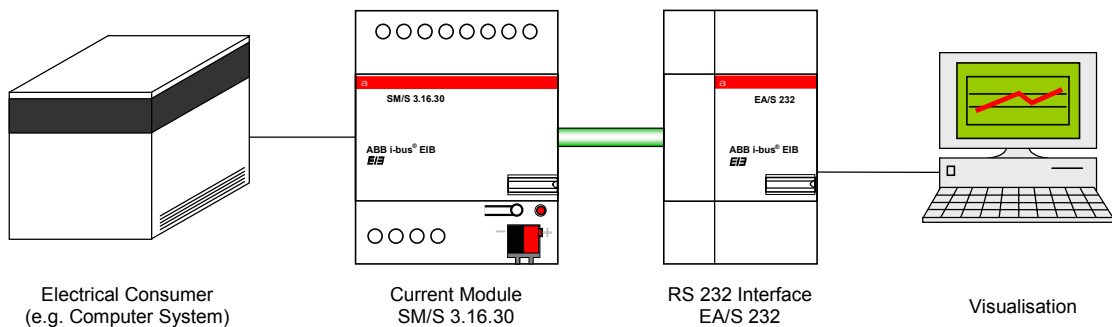 a
SM/S 3.16.30
ABB i-bus® EIB
EIB
- +
a
EA/S 232
ABB i-bus® EIB
EIB
Electrical Consumer
(e.g. Computer System)
Current Module
SM/S 3.16.30
RS 232 Interface
EA/S 232
Visualisation